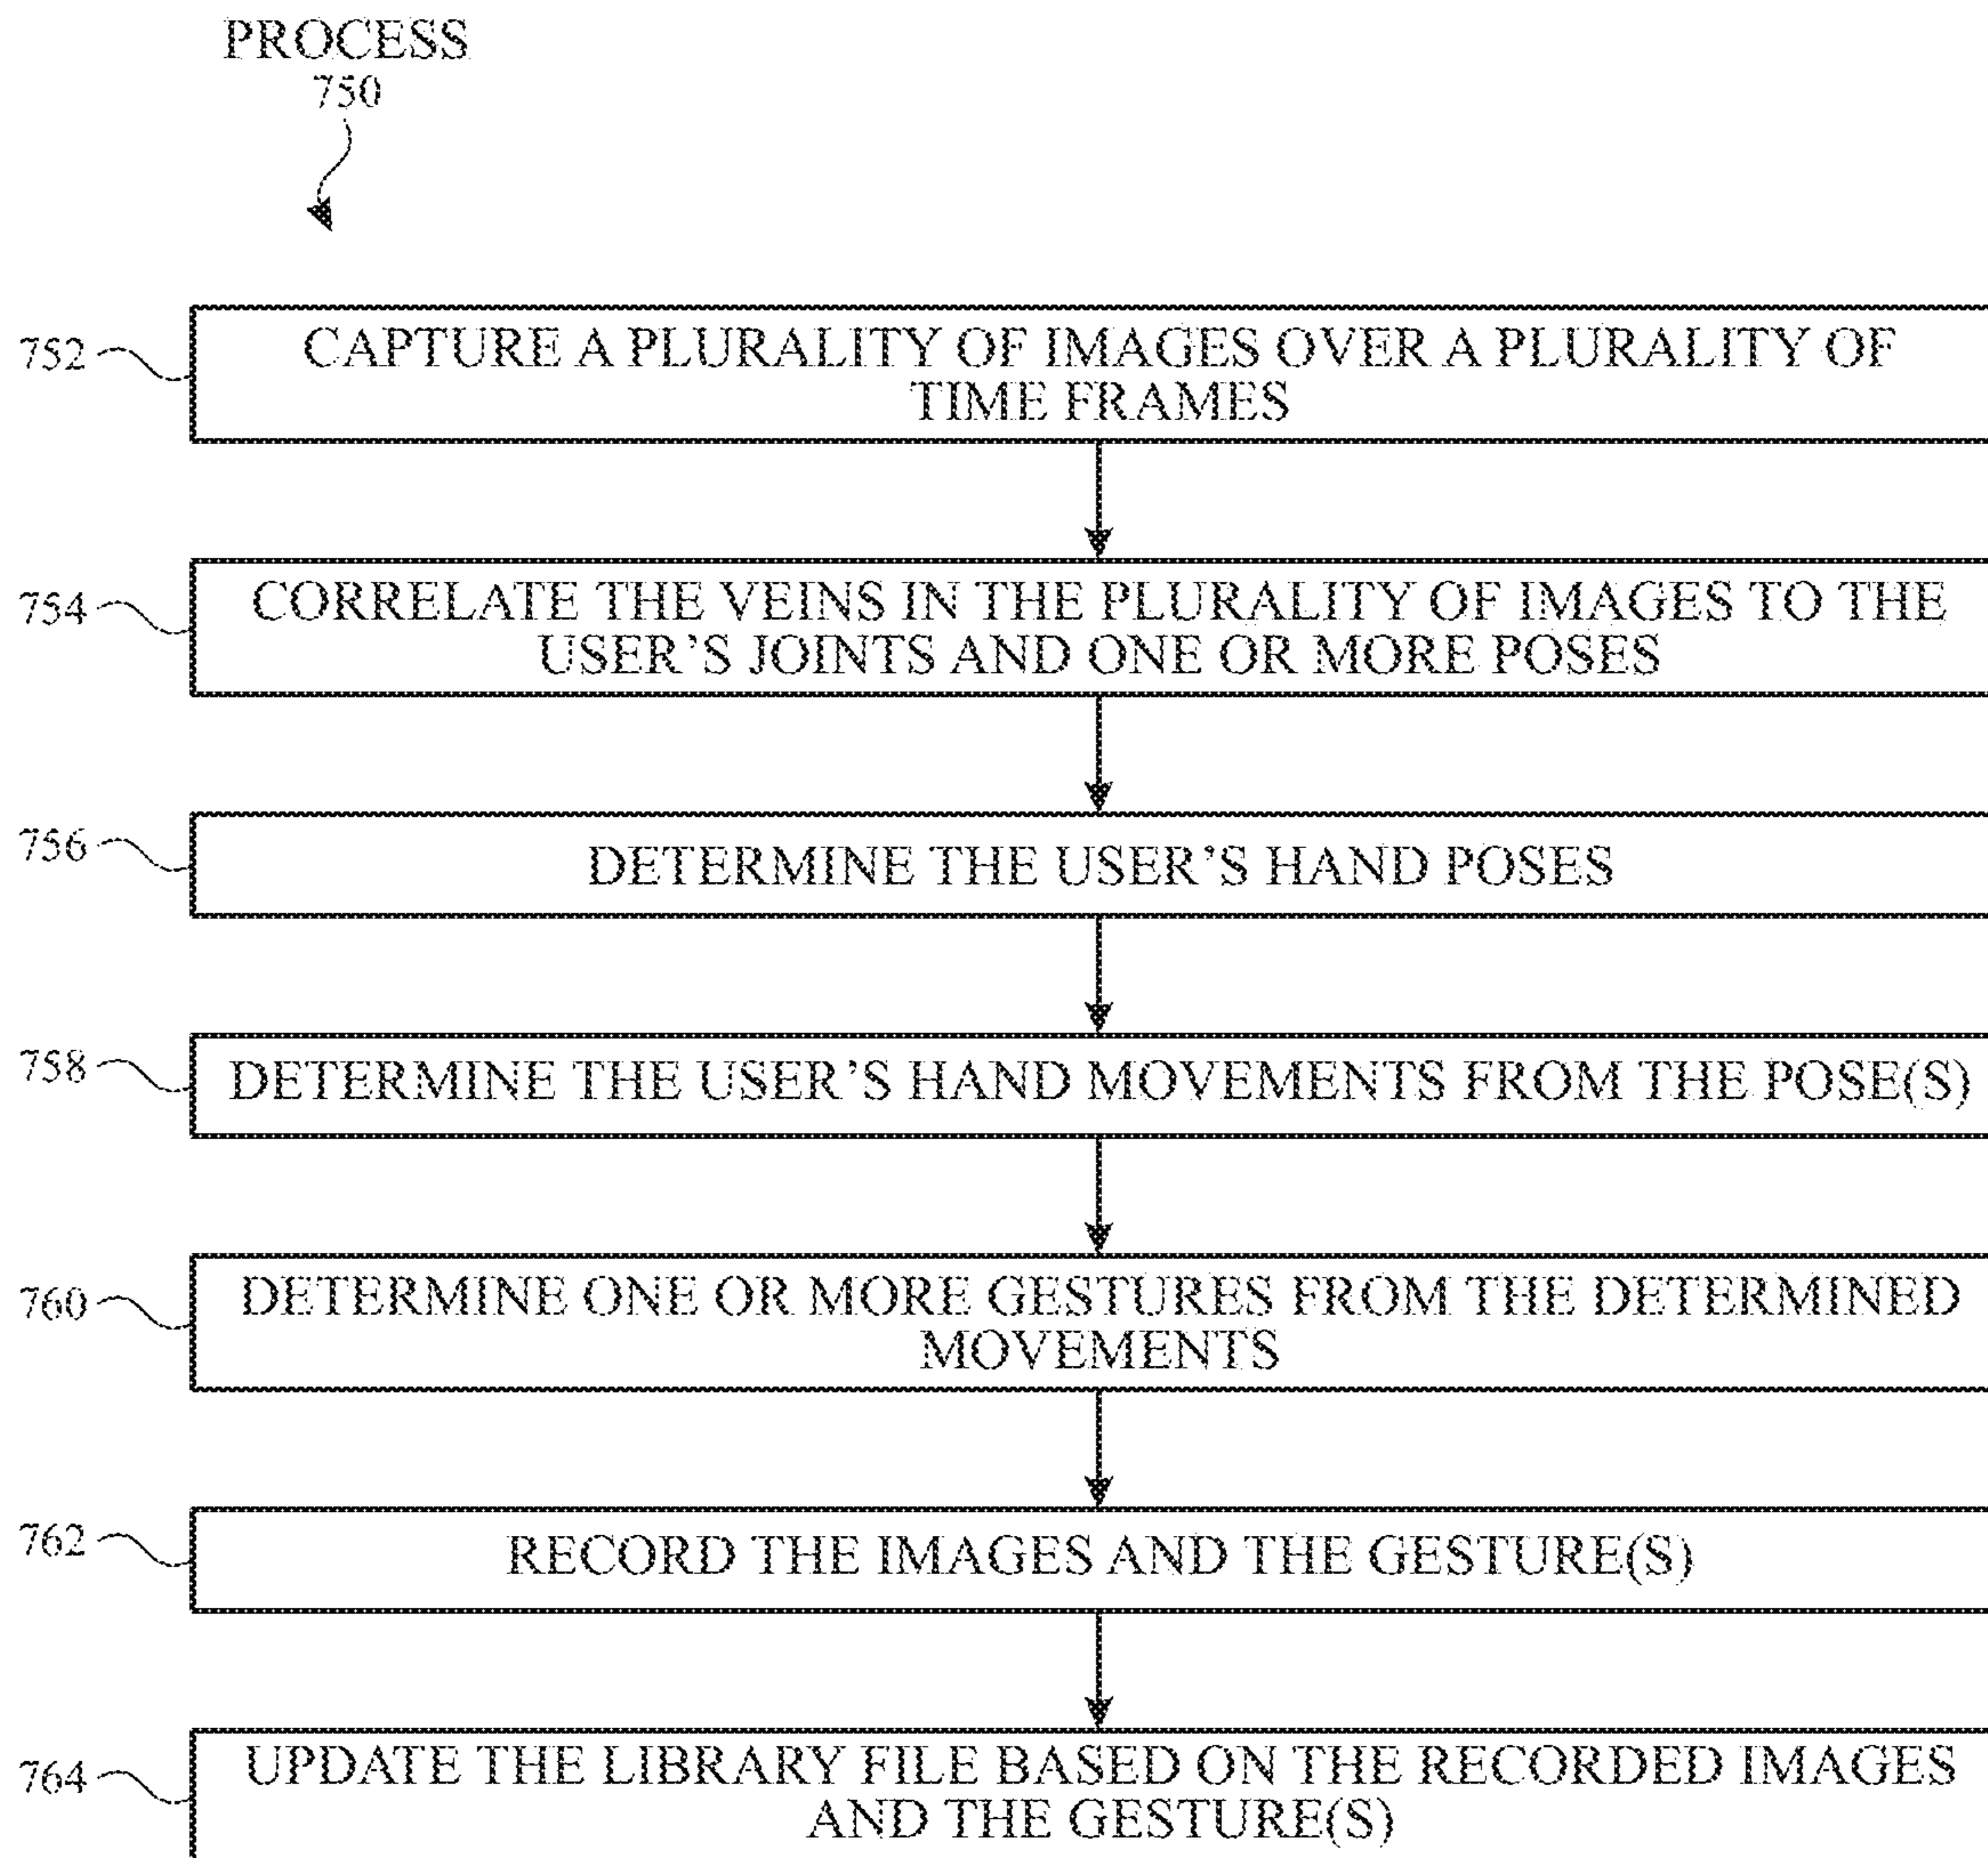 PROCESS
750
752
CAPTURE A PLURALITY OF IMAGES OVER A PLURALITY OF
TIME FRAMES
754
CORRELATE THE VEINS IN THE PLURALITY OF IMAGES TO THE
USER'S JOINTS AND ONE OR MORE POSES
756
DETERMINE THE USER'S HAND POSES
758
DETERMINE THE USER'S HAND MOVEMENTS FROM THE POSE(S)
760
DETERMINE ONE OR MORE GESTURES FROM THE DETERMINED
MOVEMENTS
762
RECORD THE IMAGES AND THE GESTURE(S)
764
UPDATE THE LIBRARY FILE BASED ON THE RECORDED IMAGES
AND THE GESTURE(S)